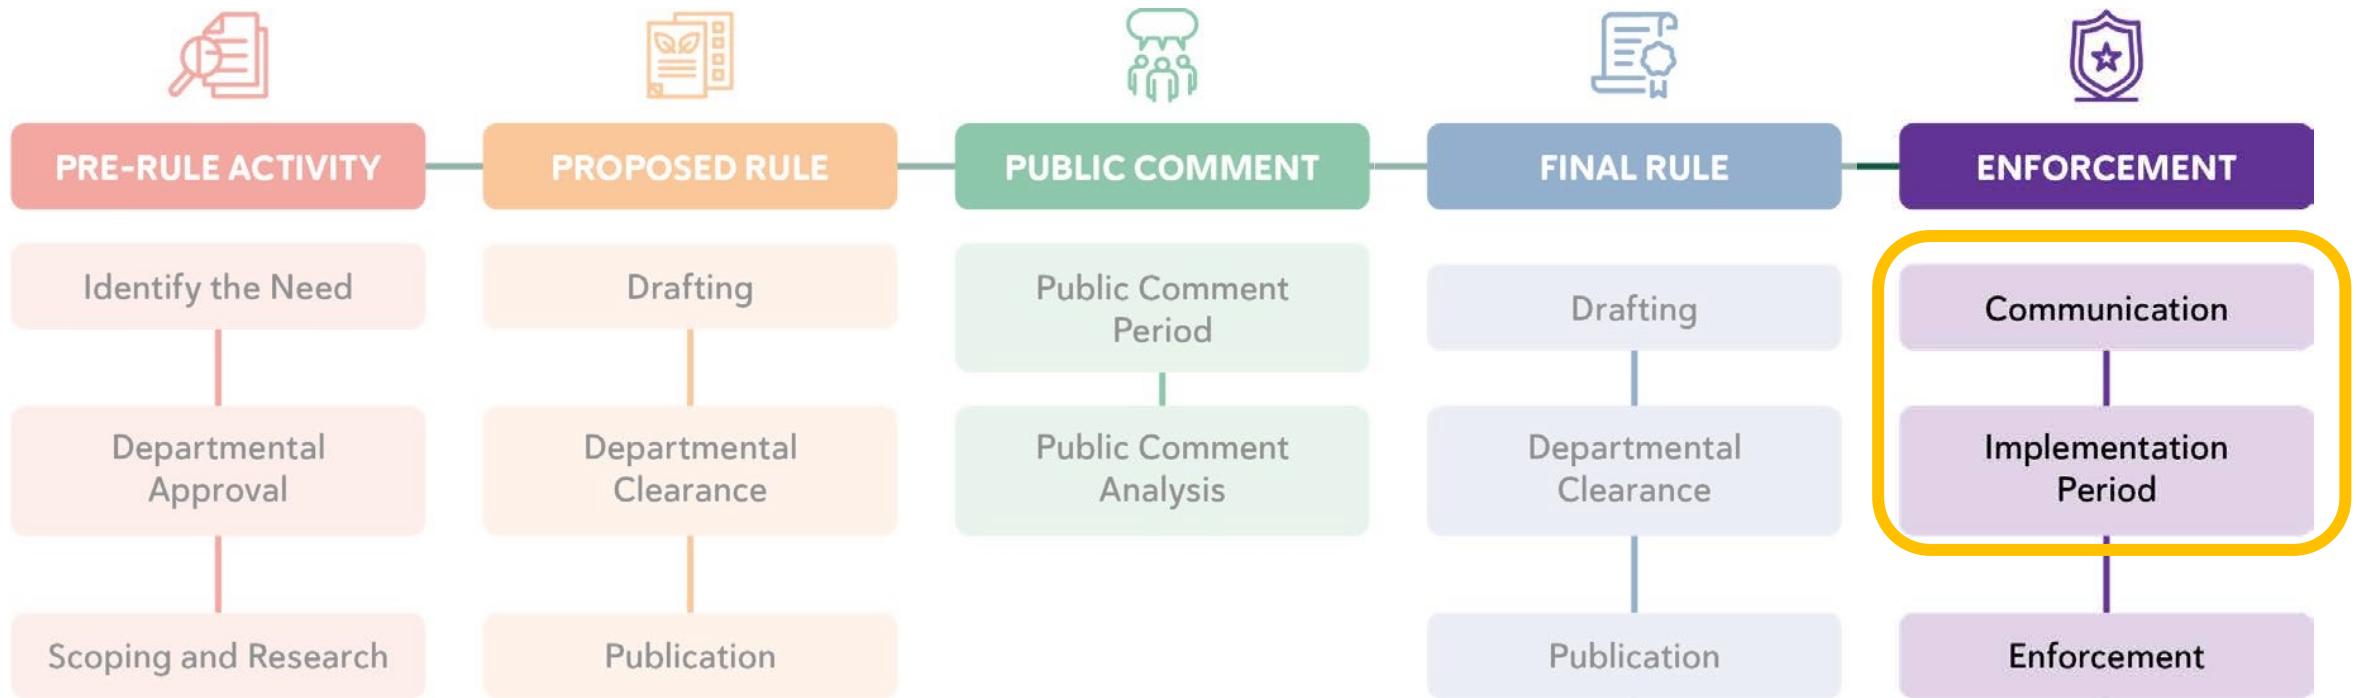 PRE-RULE ACTIVITY
Identify the Need
Departmental
Approval
Scoping and Research
PROPOSED RULE
Drafting
Departmental
Clearance
Publication
PUBLIC COMMENT
Public Comment
Period
Public Comment
Analysis
FINAL RULE
Drafting
Departmental
Clearance
Publication
ENFORCEMENT
Communication
Implementation
Period
Enforcement